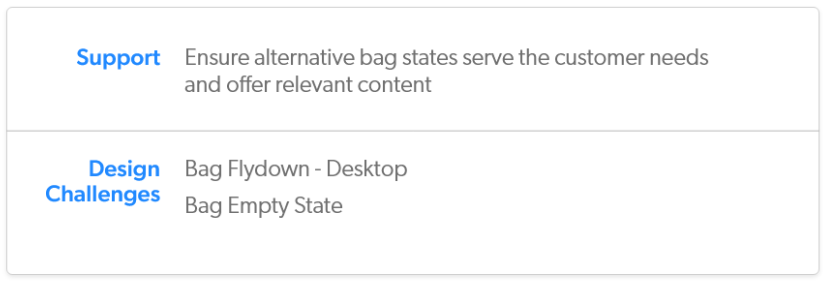 Support
Ensure alternative bag states serve the customer needs
and offer relevant content
Design
Challenges
Bag Flydown - Desktop
Bag Empty State